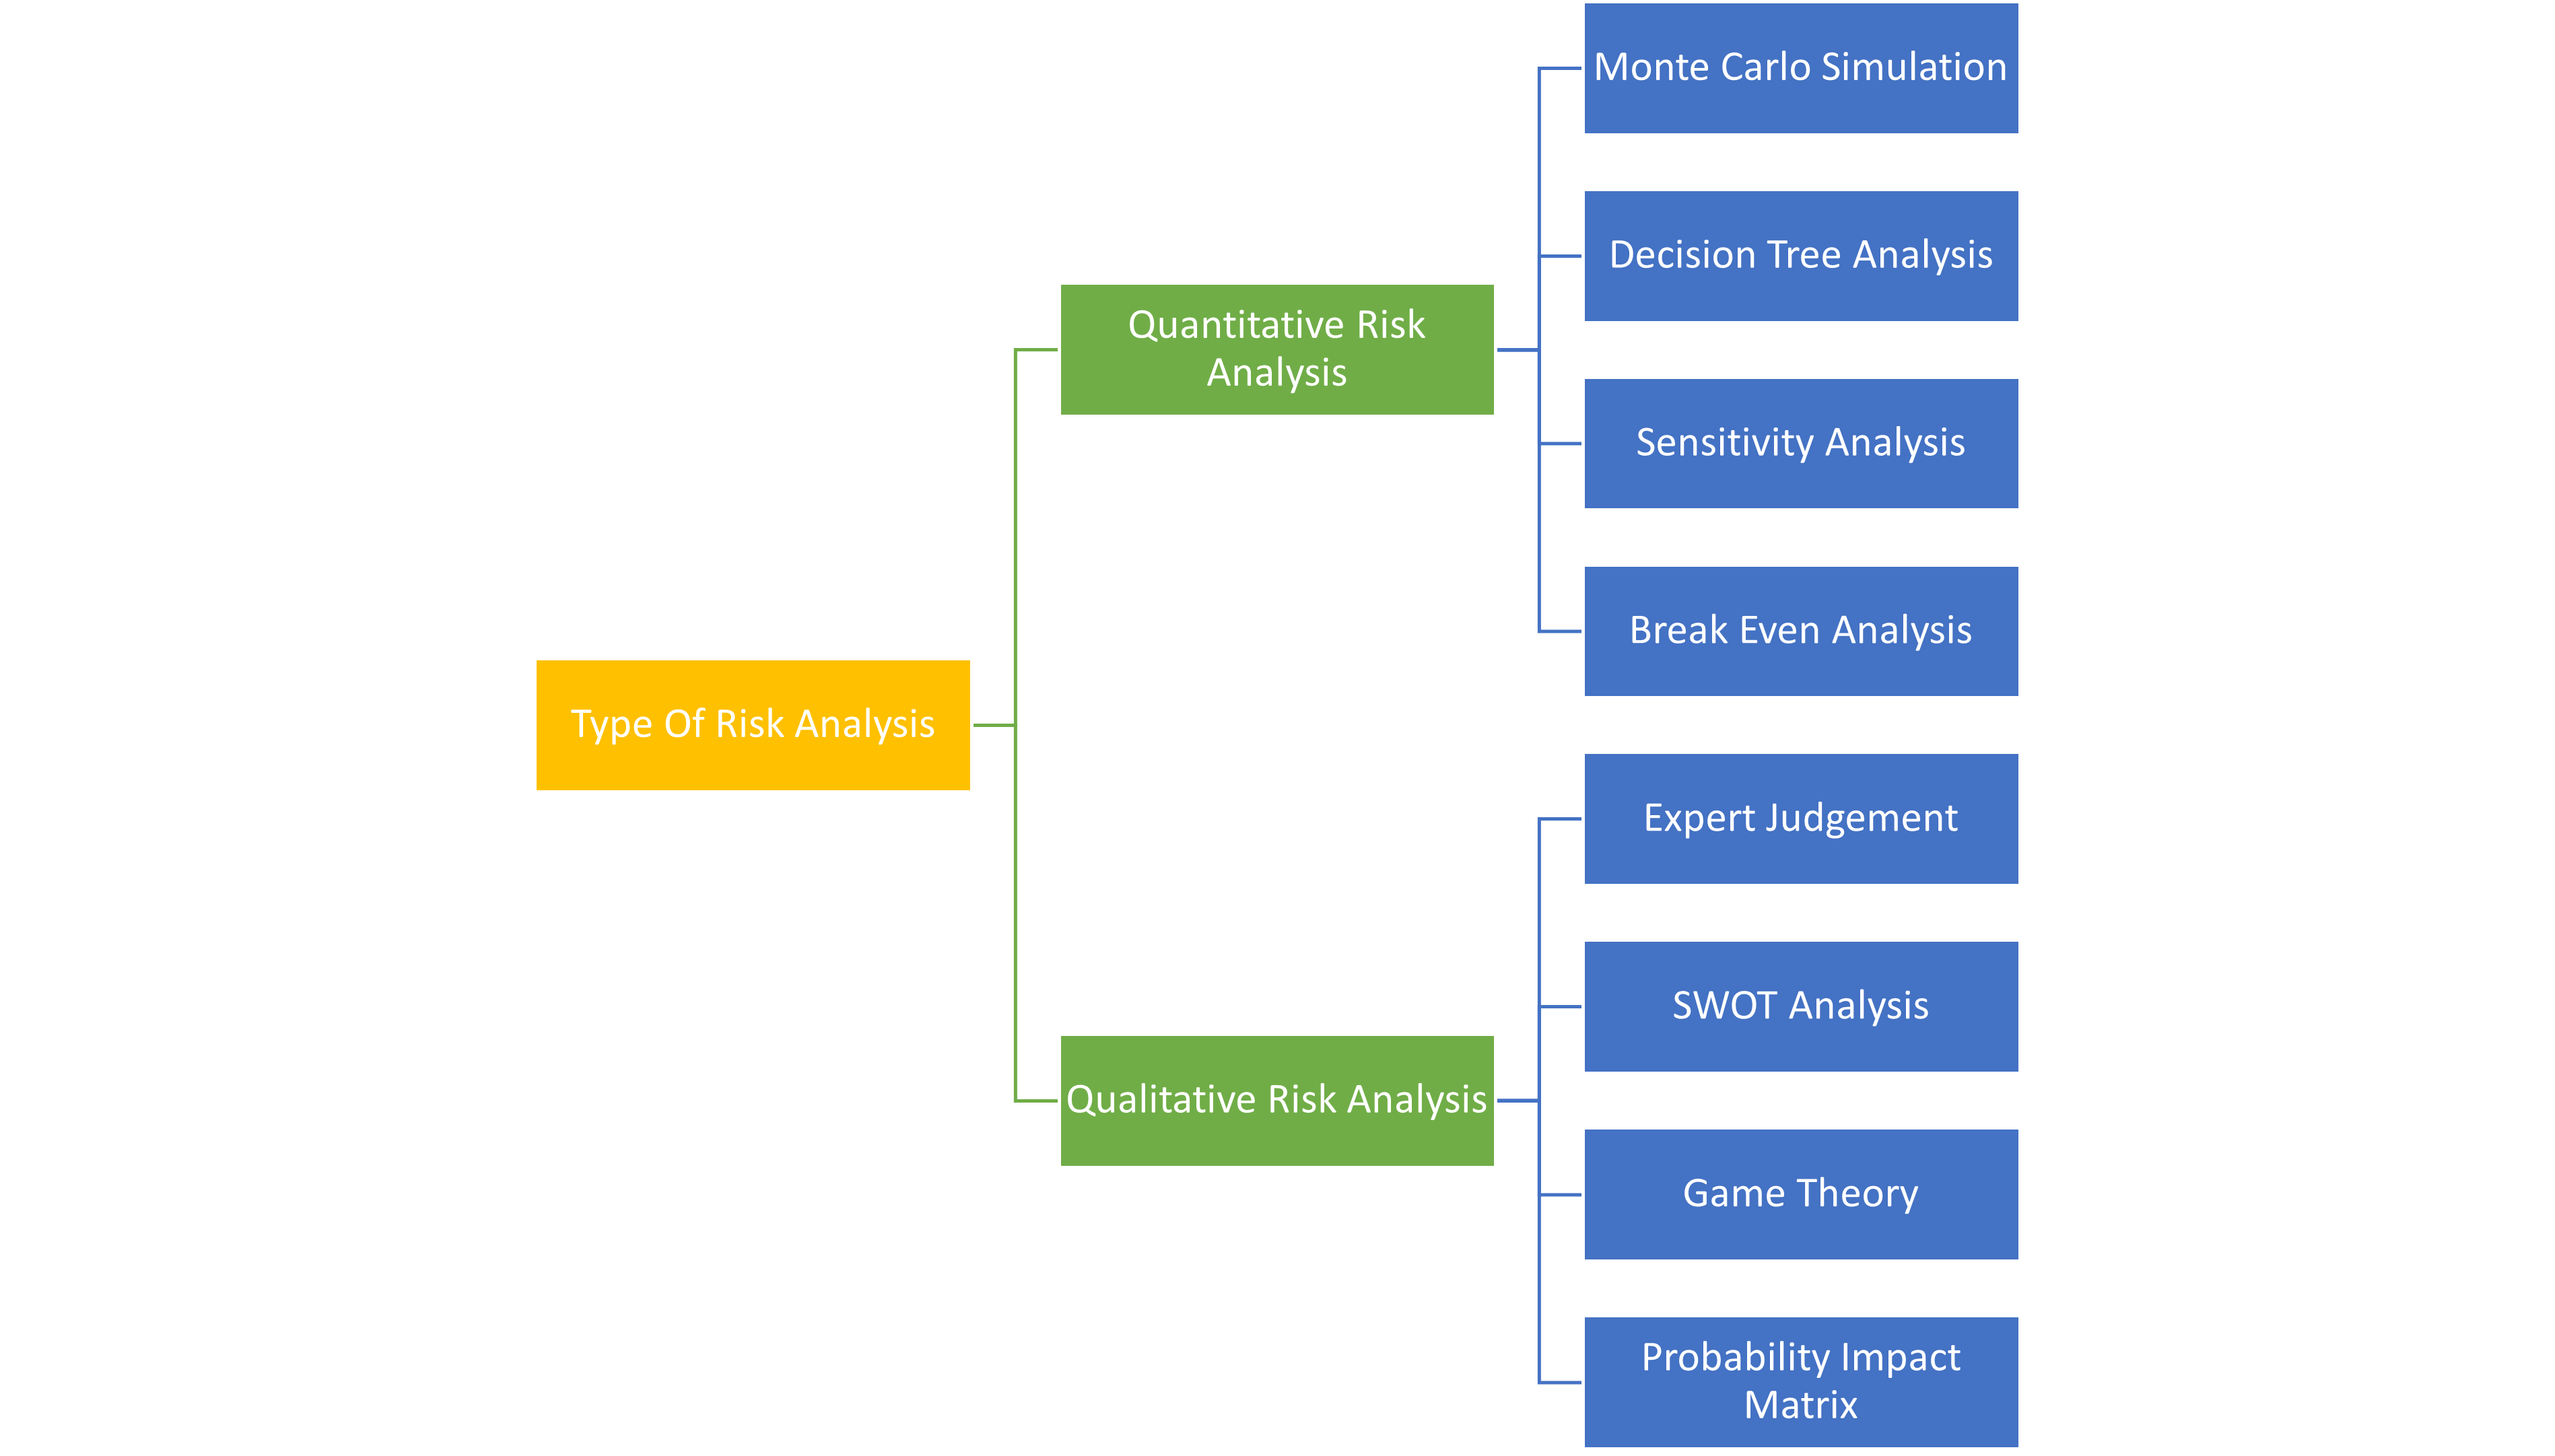 Monte Carlo Simulation
Decision Tree Analysis
Quantitative Risk
Analysis
Sensitivity Analysis
Break Even Analysis
Type Of Risk Analysis
Expert Judgement
SWOT Analysis
Qualitative Risk Analysis
Game Theory
Probability Impact
Matrix